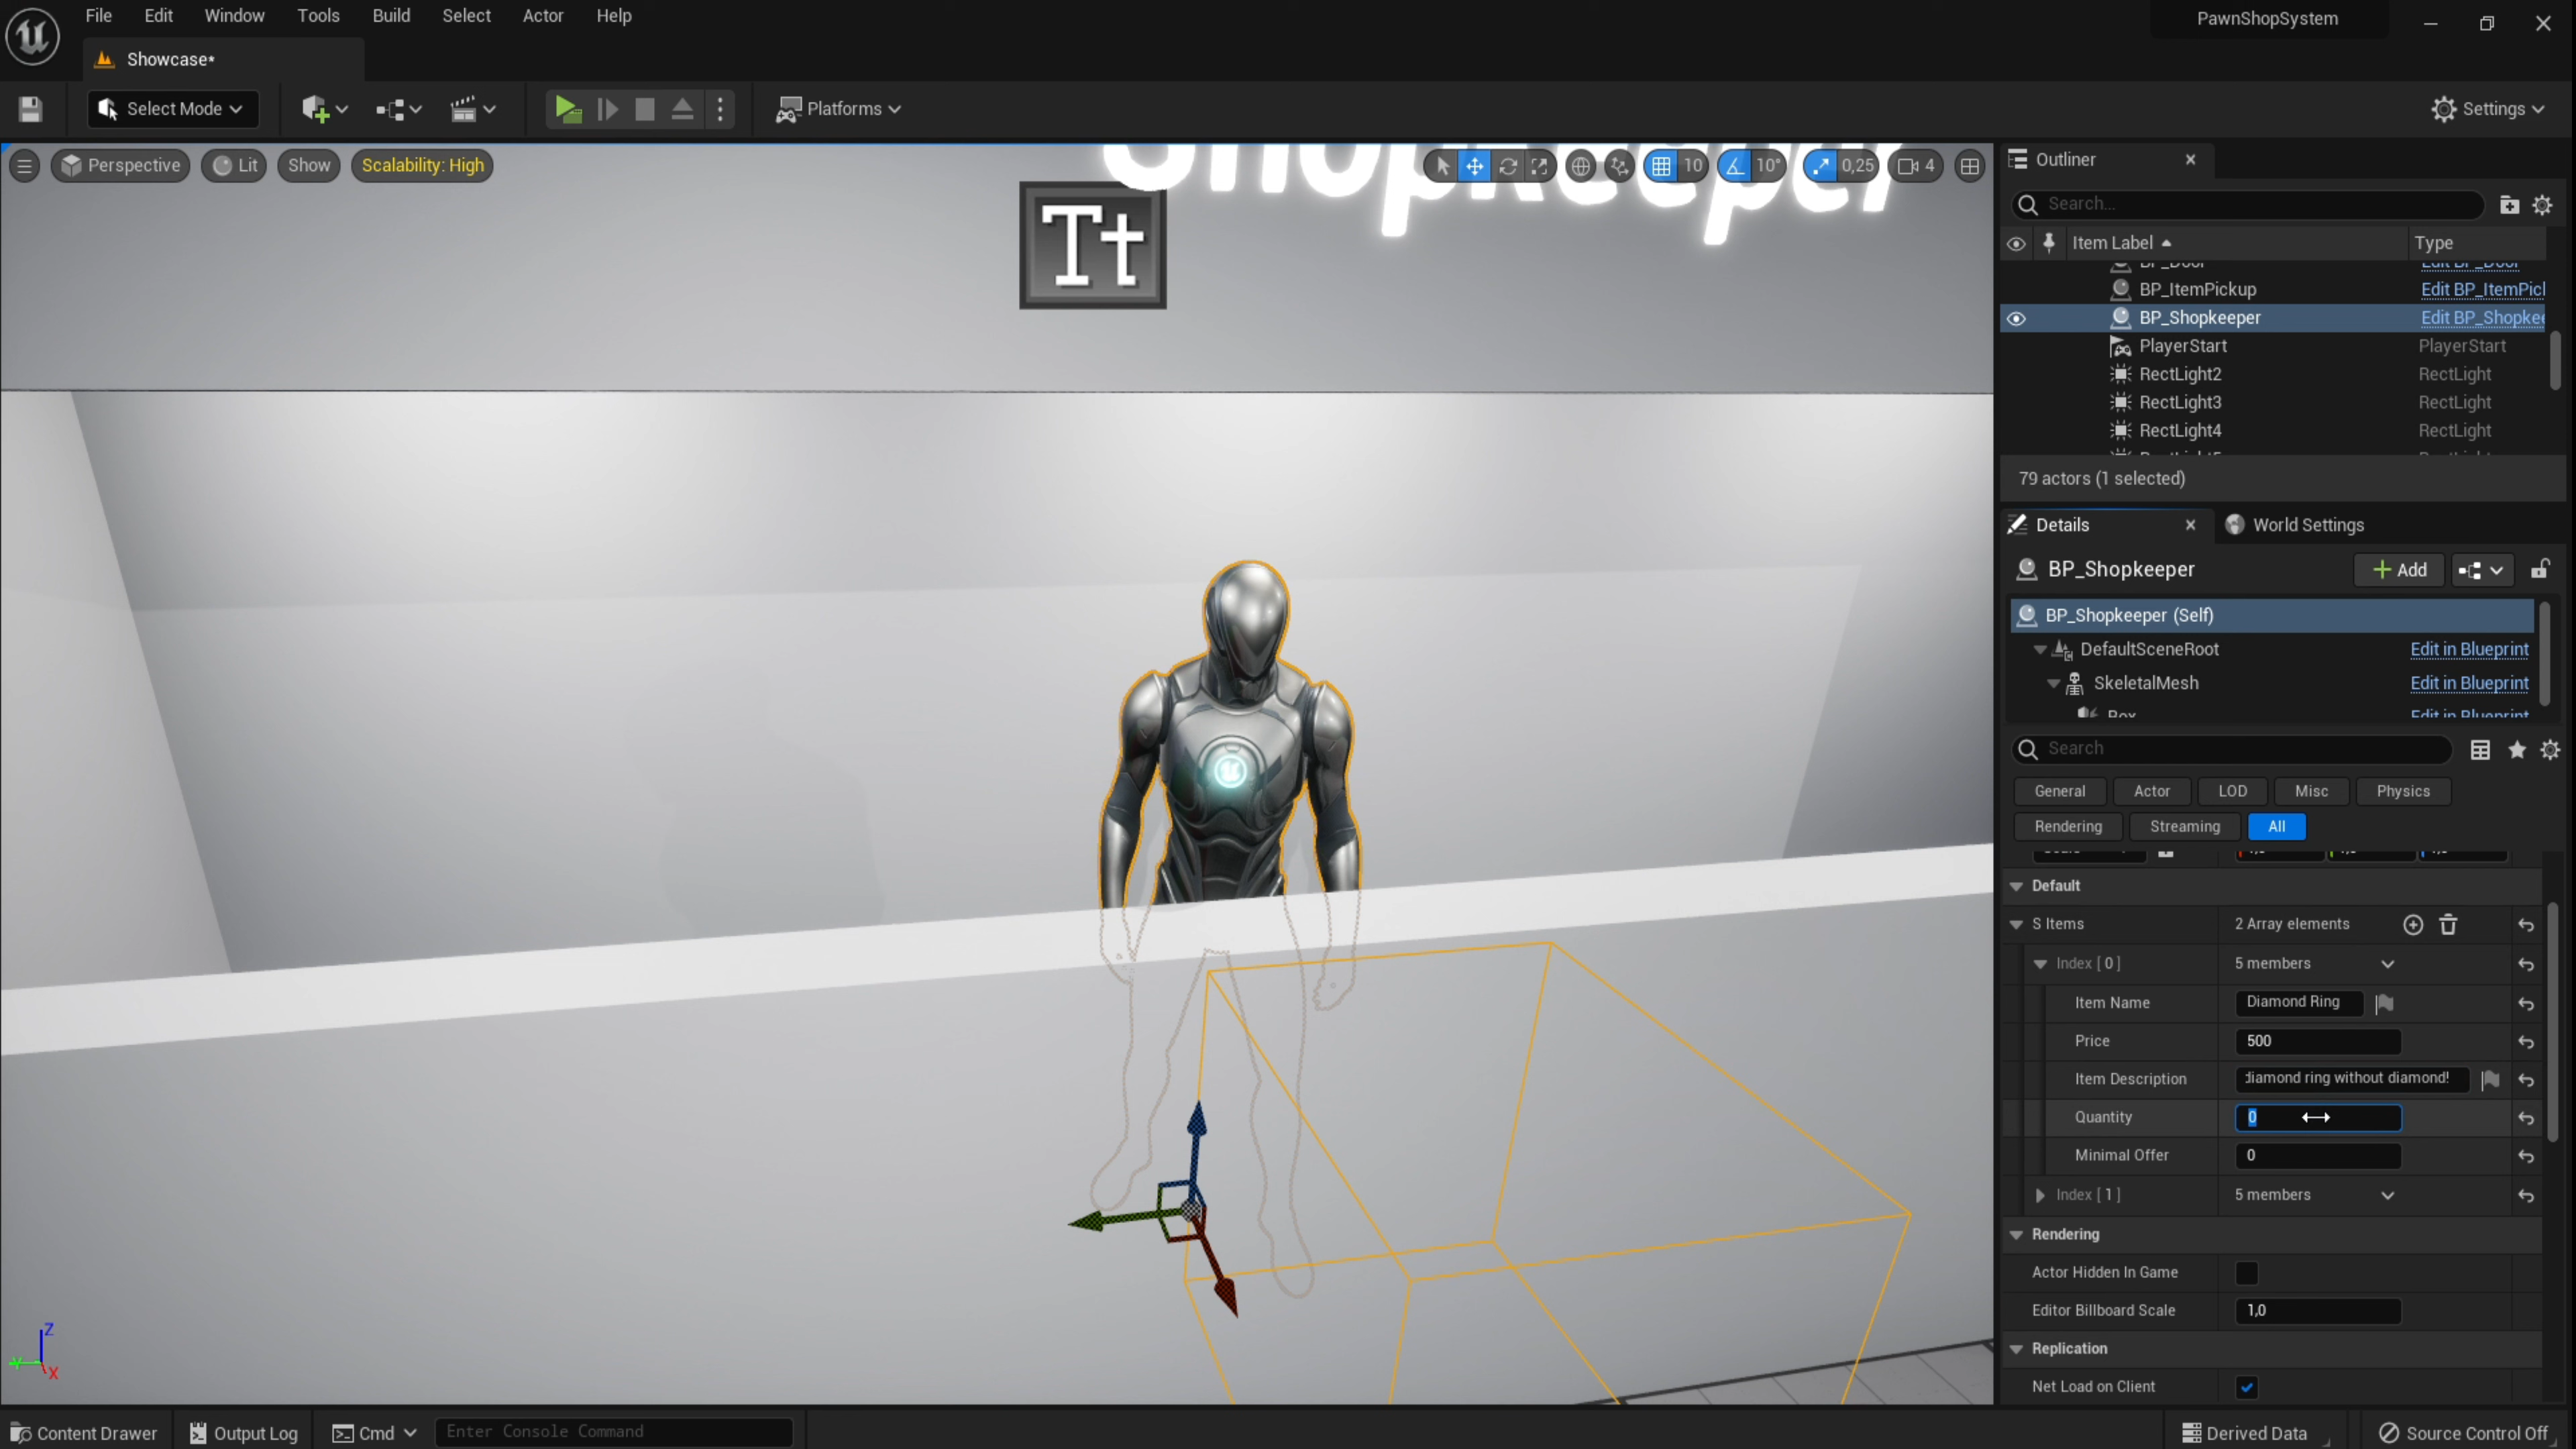 File Edit Window Tools Build Select Actor Help
PawnShopSystem
Showcase*
Select Mode
Platforms
Settings
Perspective
Lit
Show
Scalability: High
10
10°
0,25
4
Shopkeeper
Tt
Outliner
Search...
Item Label
Type
BP_Door Edit BP_Door
BP_ItemPickup Edit BP_ItemPicl
BP_Shopkeeper Edit BP_Shopkee
PlayerStart PlayerStart
RectLight2 RectLight
RectLight3 RectLight
RectLight4 RectLight
79 actors (1 selected)
Details
World Settings
BP_Shopkeeper
Add
BP_Shopkeeper (Self)
DefaultSceneRoot Edit in Blueprint
SkeletalMesh Edit in Blueprint
Box Edit in Blueprint
Search
General Actor LOD Misc Physics
Rendering Streaming All
Default
S Items 2 Array elements
Index [ 0 ] 5 members
Item Name Diamond Ring
Price 500
Item Description diamond ring without diamond!
Quantity 0
Minimal Offer 0
Index [ 1 ] 5 members
Rendering
Actor Hidden In Game
Editor Billboard Scale 1,0
Replication
Net Load on Client
Z
Y
X
Content Drawer
Output Log
Cmd
Enter Console Command
Derived Data
Source Control Off